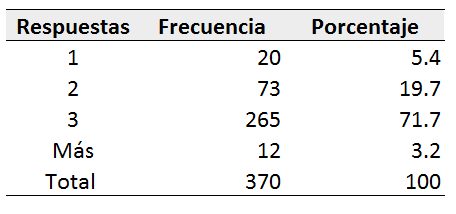 Respuestas Frecuencia Porcentaje
1 20 5.4
2 73 19.7
3 265 71.7
Más 12 3.2
Total 370 100